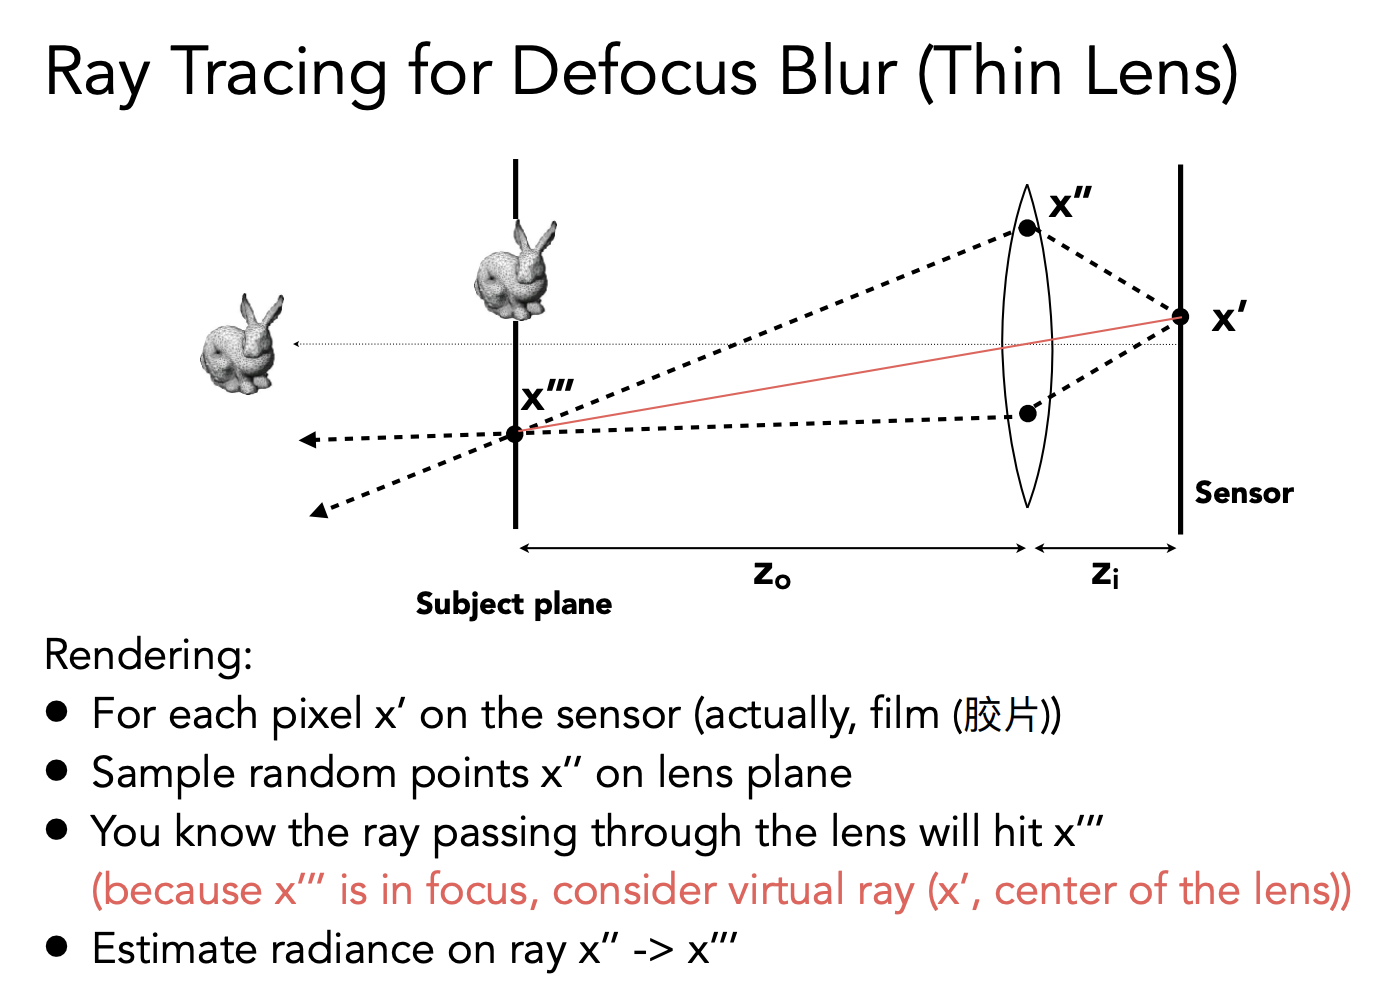 Ray Tracing for Defocus Blur (Thin Lens)
x″
x′
x‴
Sensor
zₒ
zᵢ
Subject plane
Rendering:
● For each pixel x′ on the sensor (actually, film (胶片))
● Sample random points x″ on lens plane
● You know the ray passing through the lens will hit x‴
(because x‴ is in focus, consider virtual ray (x′, center of the lens))
● Estimate radiance on ray x″ -> x‴